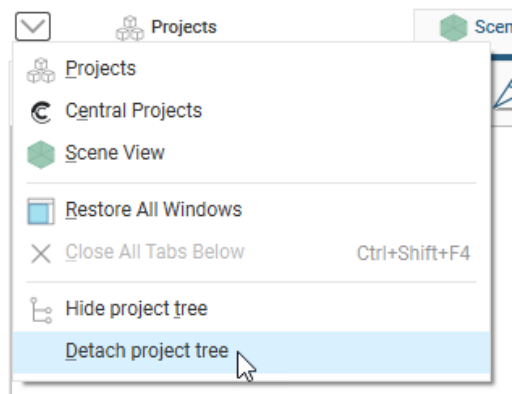 Projects
Scen
Projects
Central Projects
Scene View
Restore All Windows
Close All Tabs Below Ctrl+Shift+F4
Hide project tree
Detach project tree